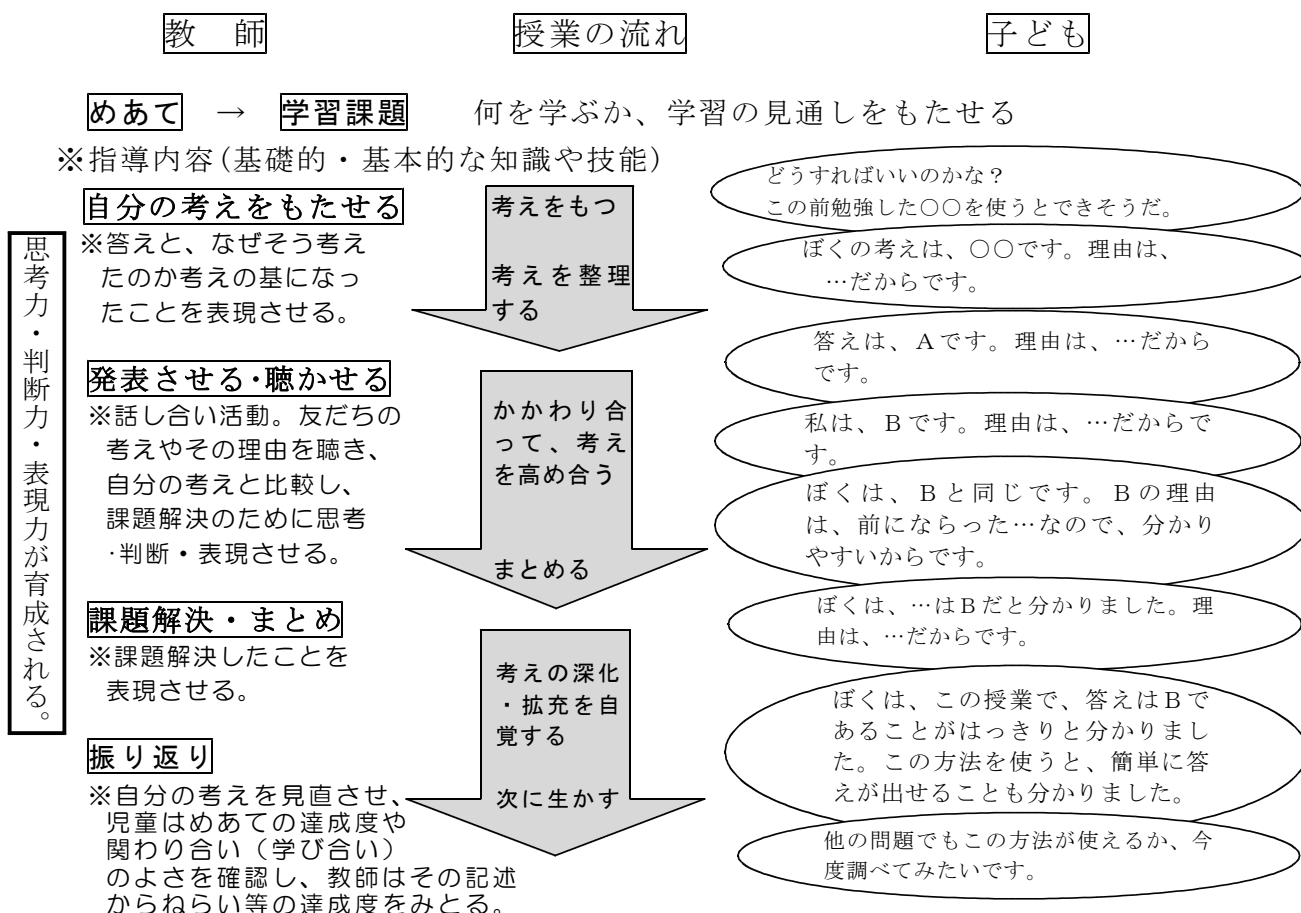 教　師
授業の流れ
子ども
めあて → 学習課題　何を学ぶか、学習の見通しをもたせる
※指導内容(基礎的・基本的な知識や技能)
思考力・判断力・表現力が育成される。
自分の考えをもたせる
※答えと、なぜそう考え
たのか考えの基になっ
たことを表現させる。
発表させる・聴かせる
※話し合い活動。友だちの
考えやその理由を聴き、
自分の考えと比較し、
課題解決のために思考
・判断・表現させる。
課題解決・まとめ
※課題解決したことを
表現させる。
振り返り
※自分の考えを見直させ、
児童はめあての達成度や
関わり合い（学び合い）
のよさを確認し、教師はその記述
からねらい等の達成度をみとる。
考えをもつ
考えを整理
する
かかわり合
って、考え
を高め合う
まとめる
考えの深化
・拡充を自
覚する
次に生かす
どうすればいいのかな？
この前勉強した〇〇を使うとできそうだ。
ぼくの考えは、〇〇です。理由は、
…だからです。
答えは、Aです。理由は、…だから
です。
私は、Bです。理由は、…だからで
す。
ぼくは、Bと同じです。Bの理由
は、前にならった…なので、分かり
やすいからです。
ぼくは、…はBだと分かりました。理
由は、…だからです。
ぼくは、この授業で、答えはBで
あることがはっきりと分かりまし
た。この方法を使うと、簡単に答
えが出せることも分かりました。
他の問題でもこの方法が使えるか、今
度調べてみたいです。